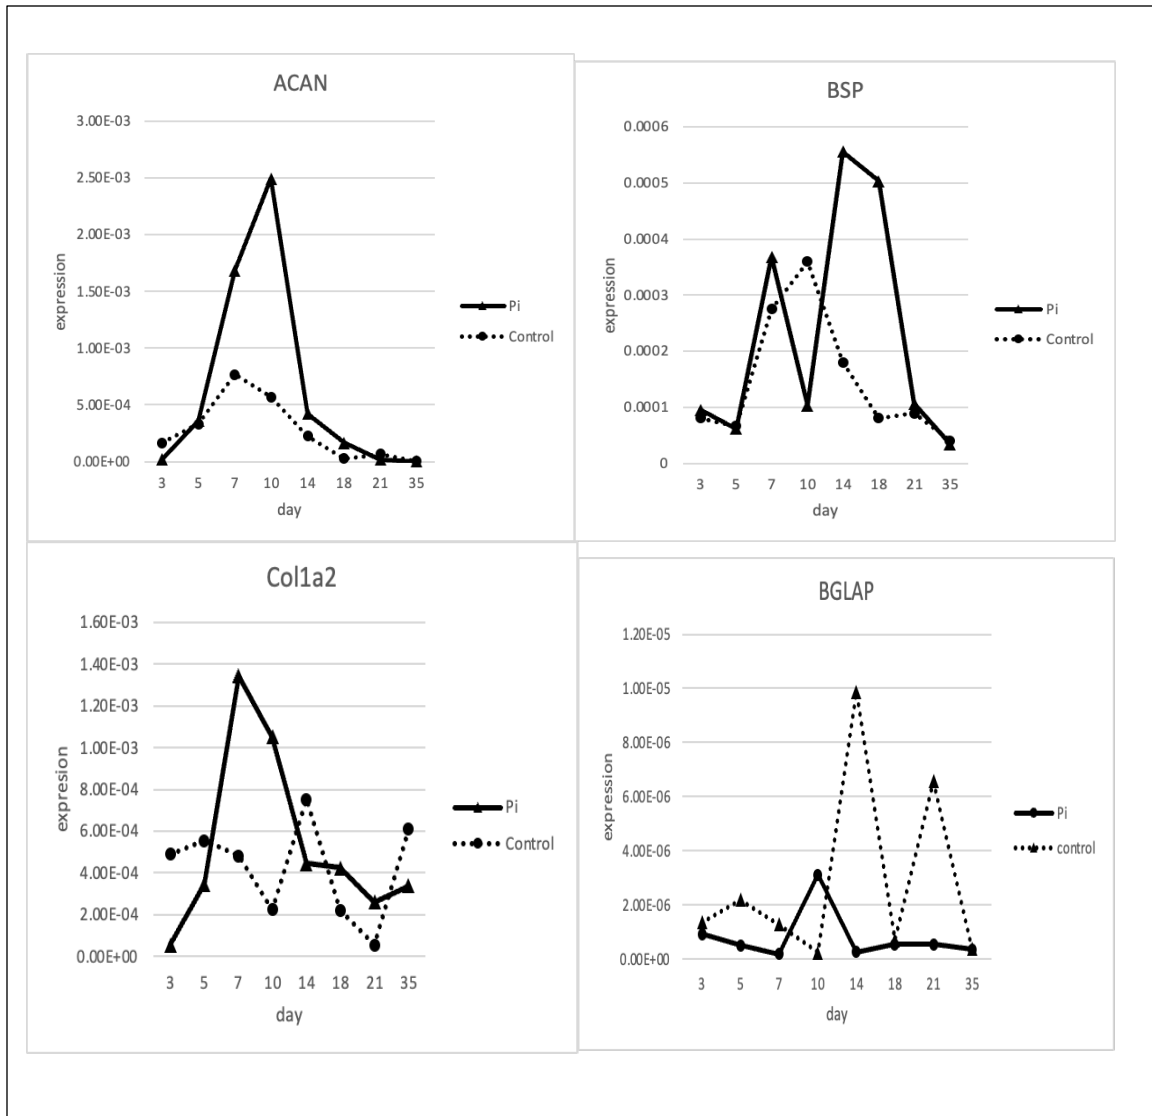 ACAN
3.00E-03
2.50E-03
2.00E-03
1.50E-03
1.00E-03
5.00E-04
0.00E+00
expression
3 5 7 10 14 18 21 35
day
Pi
Control
BSP
0.0006
0.0005
0.0004
0.0003
0.0002
0.0001
0
expression
3 5 7 10 14 18 21 35
day
Pi
Control
Col1a2
1.60E-03
1.40E-03
1.20E-03
1.00E-03
8.00E-04
6.00E-04
4.00E-04
2.00E-04
0.00E+00
expresion
3 5 7 10 14 18 21 35
day
Pi
Control
BGLAP
1.20E-05
1.00E-05
8.00E-06
6.00E-06
4.00E-06
2.00E-06
0.00E+00
expression
3 5 7 10 14 18 21 35
day
Pi
control